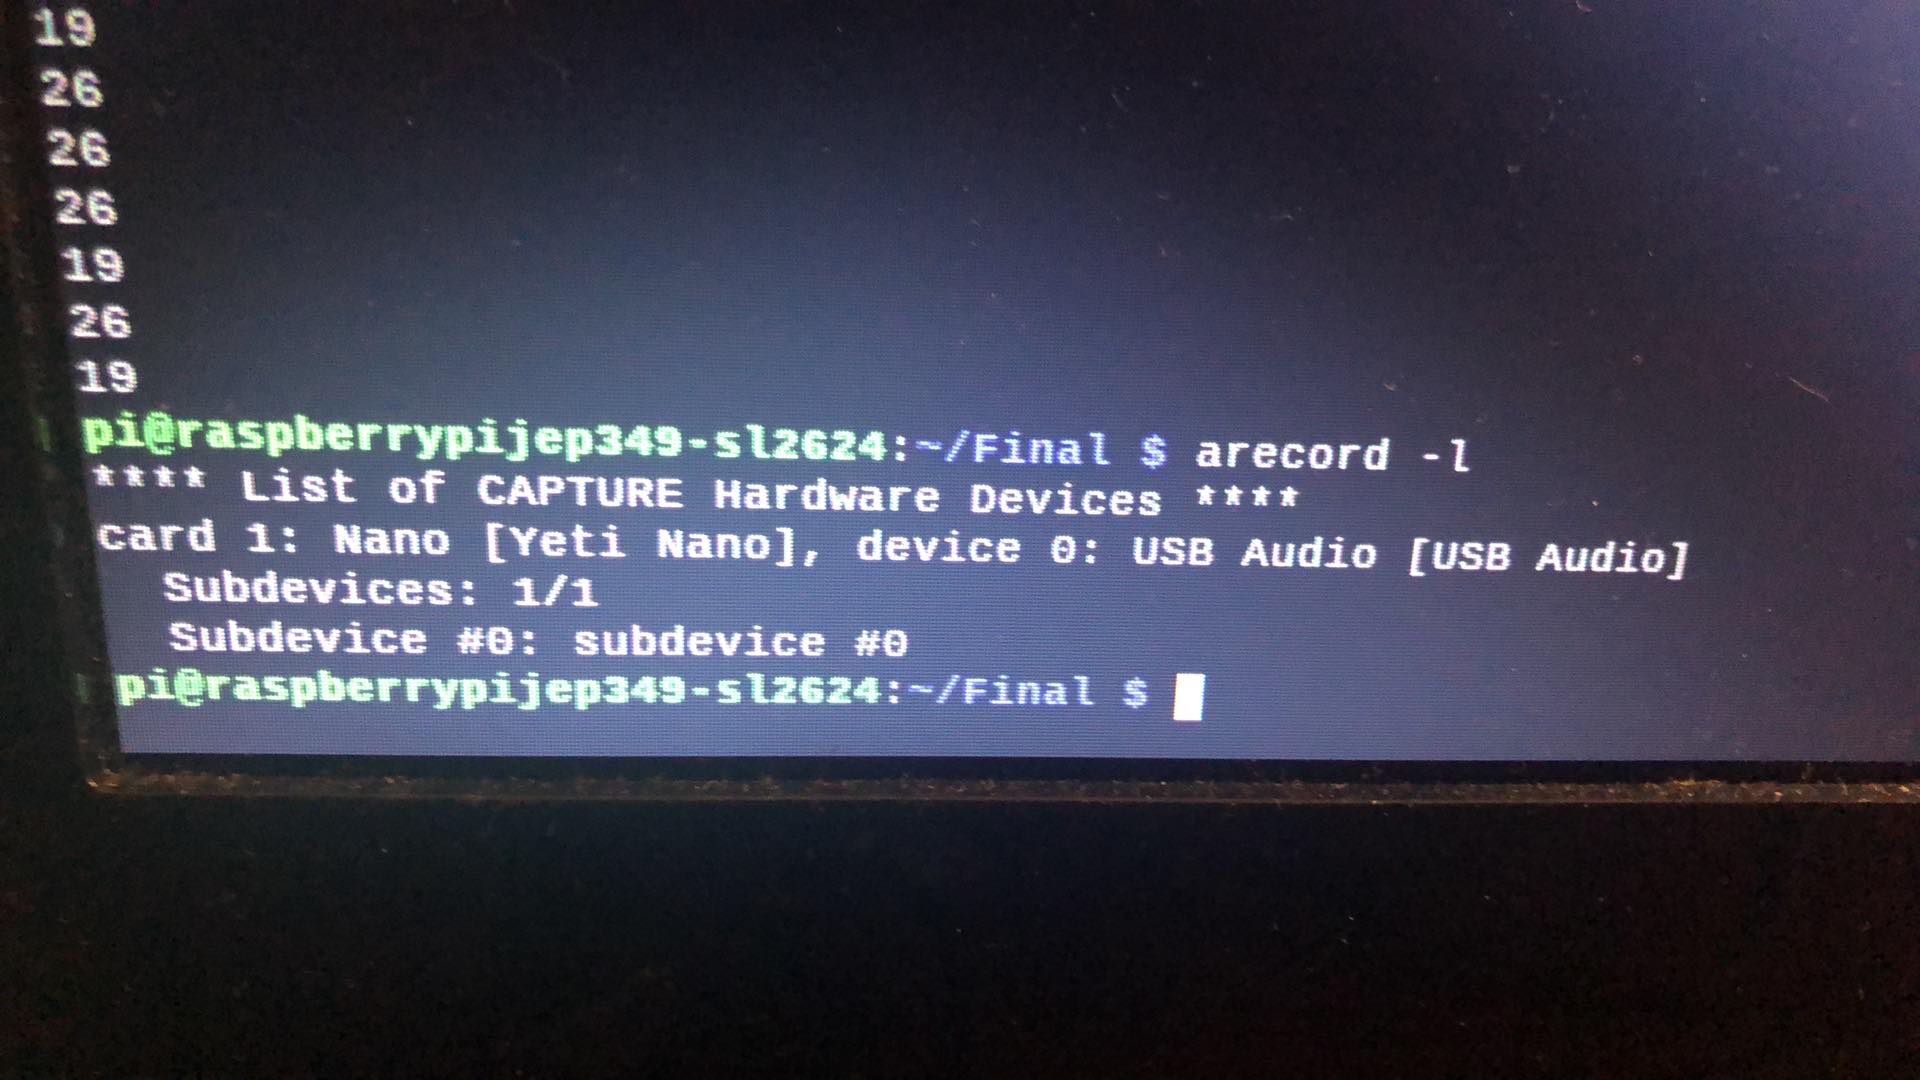 19
26
26
26
19
26
19
pi@raspberrypijep349-sl2624:~/Final $ arecord -l
**** List of CAPTURE Hardware Devices ****
card 1: Nano [Yeti Nano], device 0: USB Audio [USB Audio]
  Subdevices: 1/1
  Subdevice #0: subdevice #0
pi@raspberrypijep349-sl2624:~/Final $